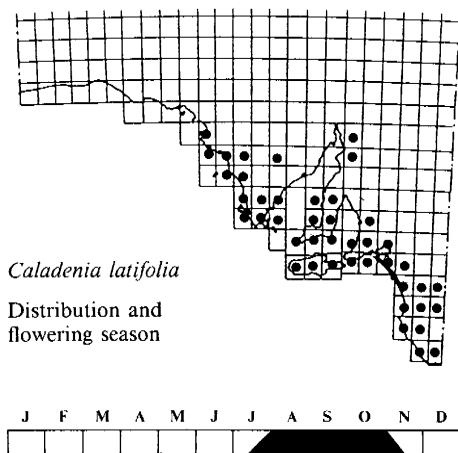 Caladenia latifolia
Distribution and
flowering season
J F M A M J J A S O N D